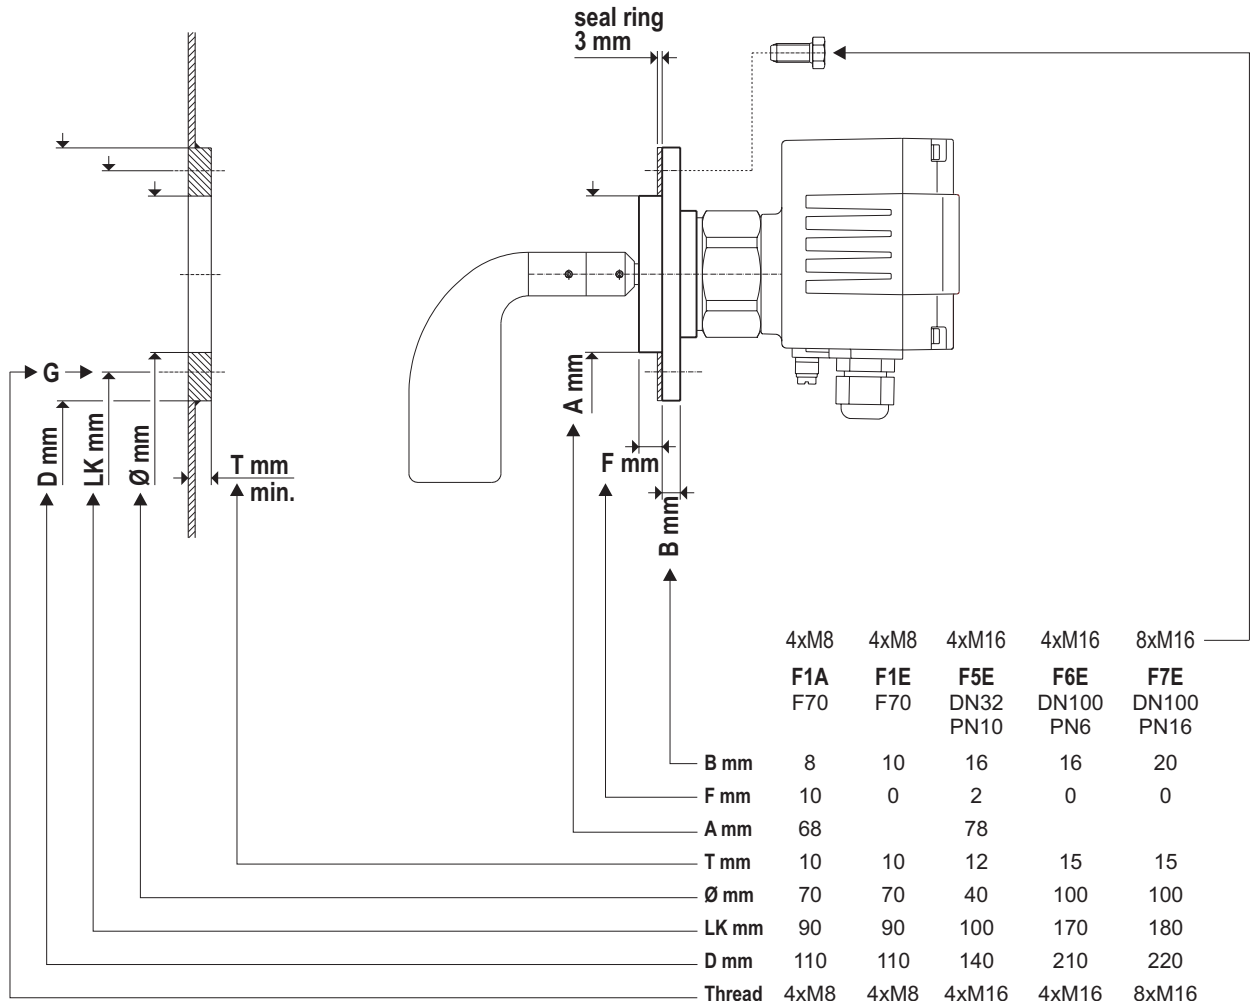 seal ring
3 mm
G
D mm
LK mm
Ø mm
T mm
min.
A mm
F mm
B mm
4xM8 4xM8 4xM16 4xM16 8xM16
F1A F1E F5E F6E F7E
F70 F70 DN32 DN100 DN100
PN10 PN6 PN16
B mm 8 10 16 16 20
F mm 10 0 2 0 0
A mm 68 78
T mm 10 10 12 15 15
Ø mm 70 70 40 100 100
LK mm 90 90 100 170 180
D mm 110 110 140 210 220
Thread 4xM8 4xM8 4xM16 4xM16 8xM16